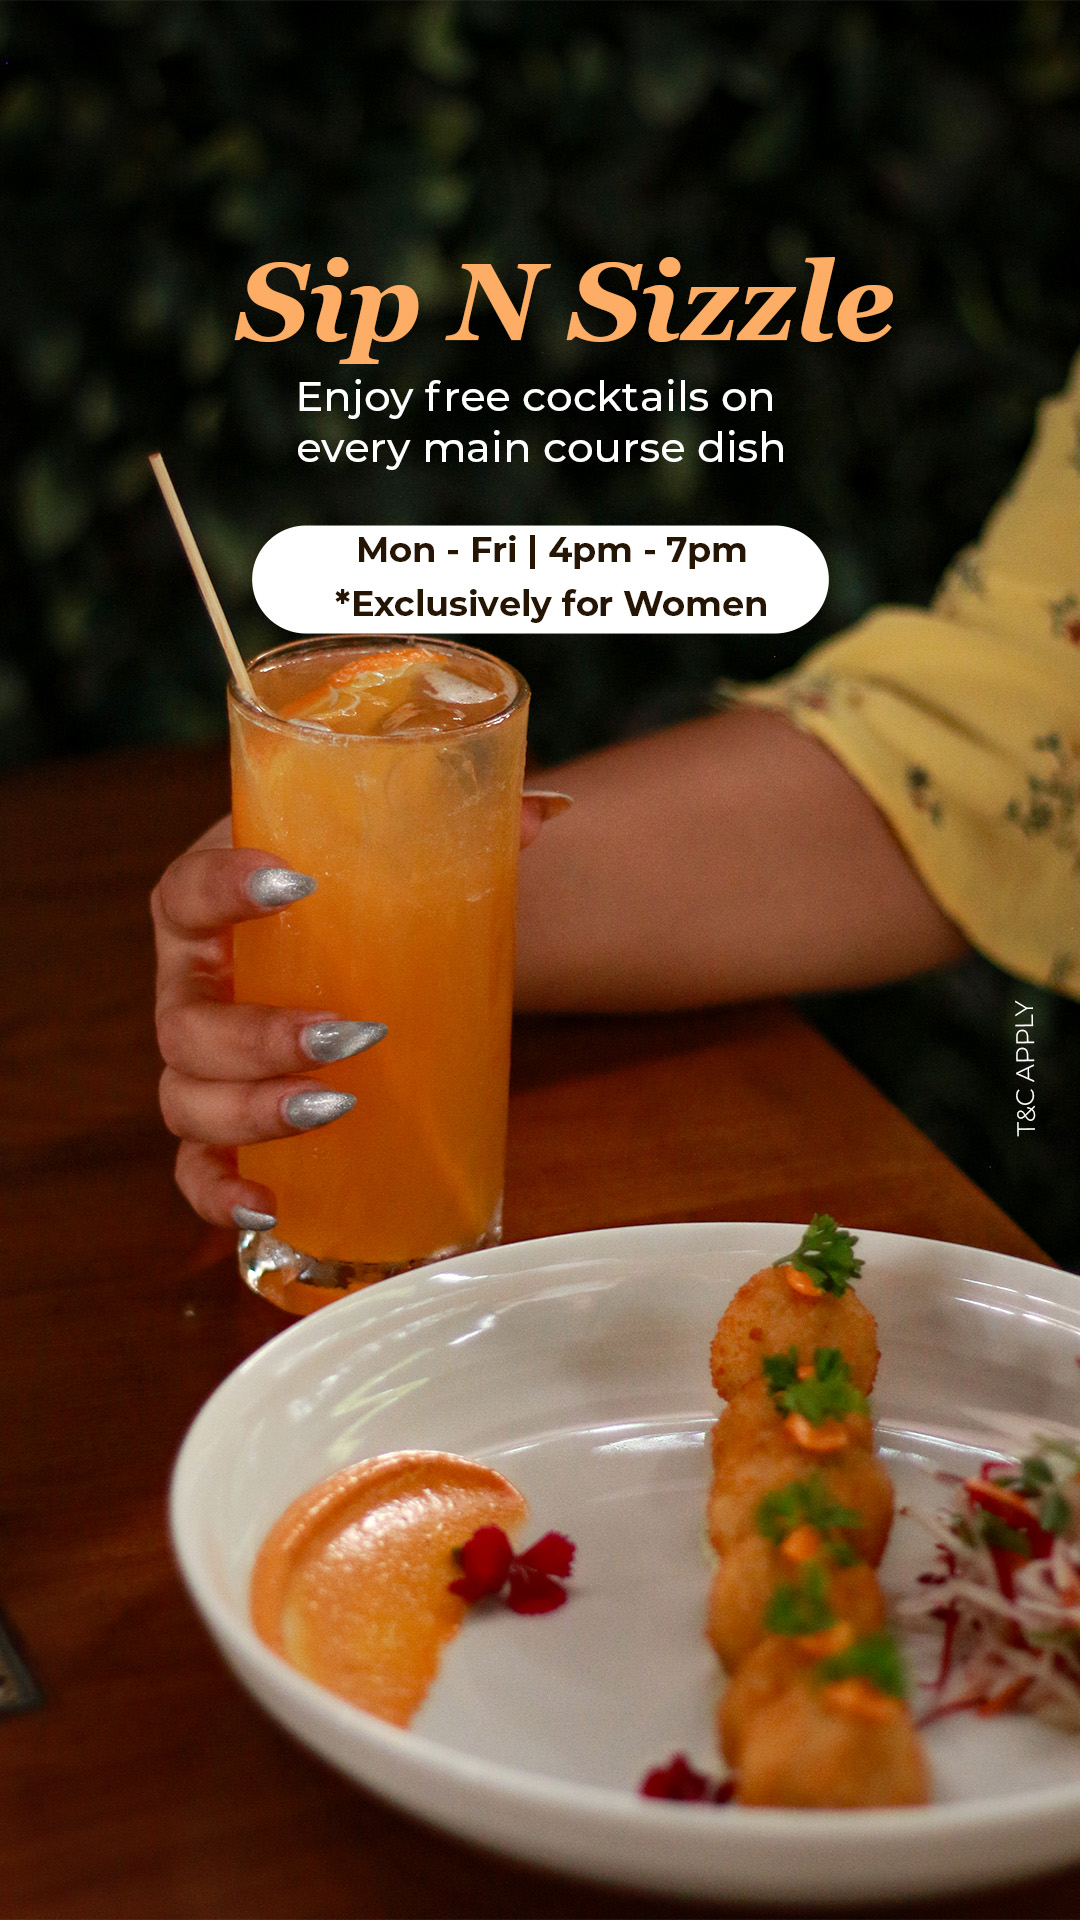 Sip N Sizzle
Enjoy free cocktails on
every main course dish
Mon - Fri | 4pm - 7pm
*Exclusively for Women
T&C APPLY